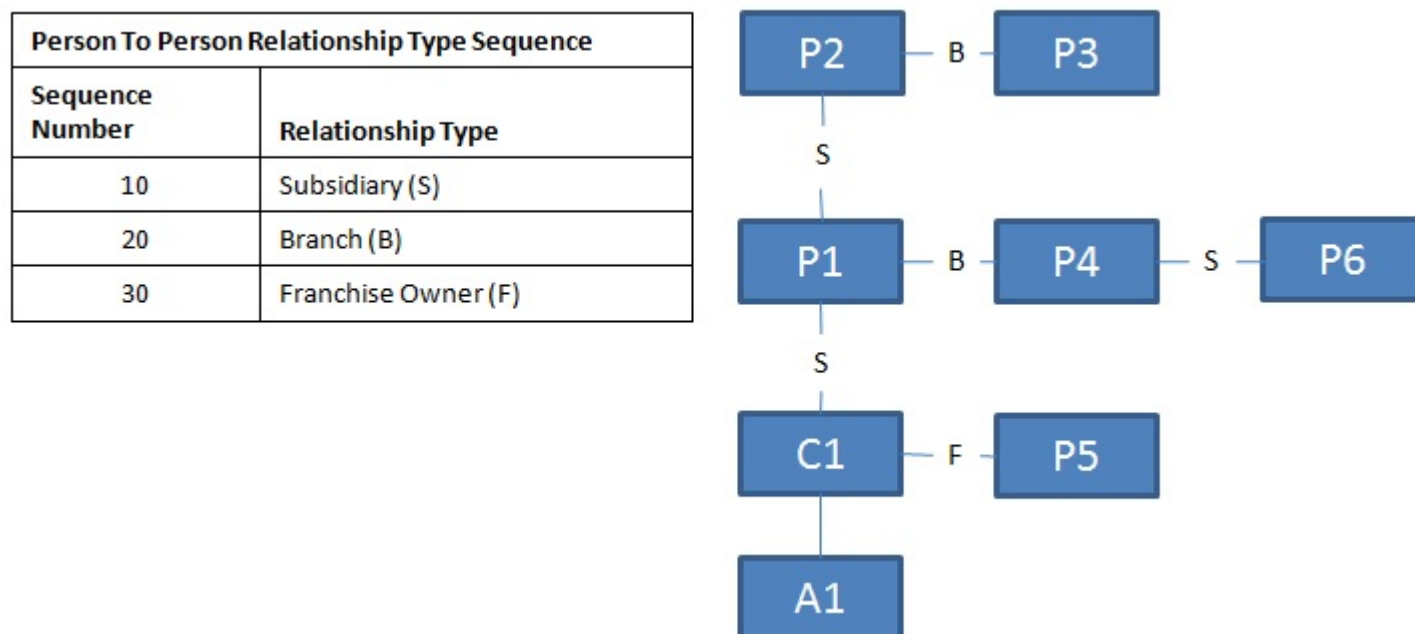 Person To Person Relationship Type Sequence
Sequence
Number
Relationship Type
10 Subsidiary (S)
20 Branch (B)
30 Franchise Owner (F)
P2 B P3
S
P1 B P4 S P6
S
C1 F P5
A1